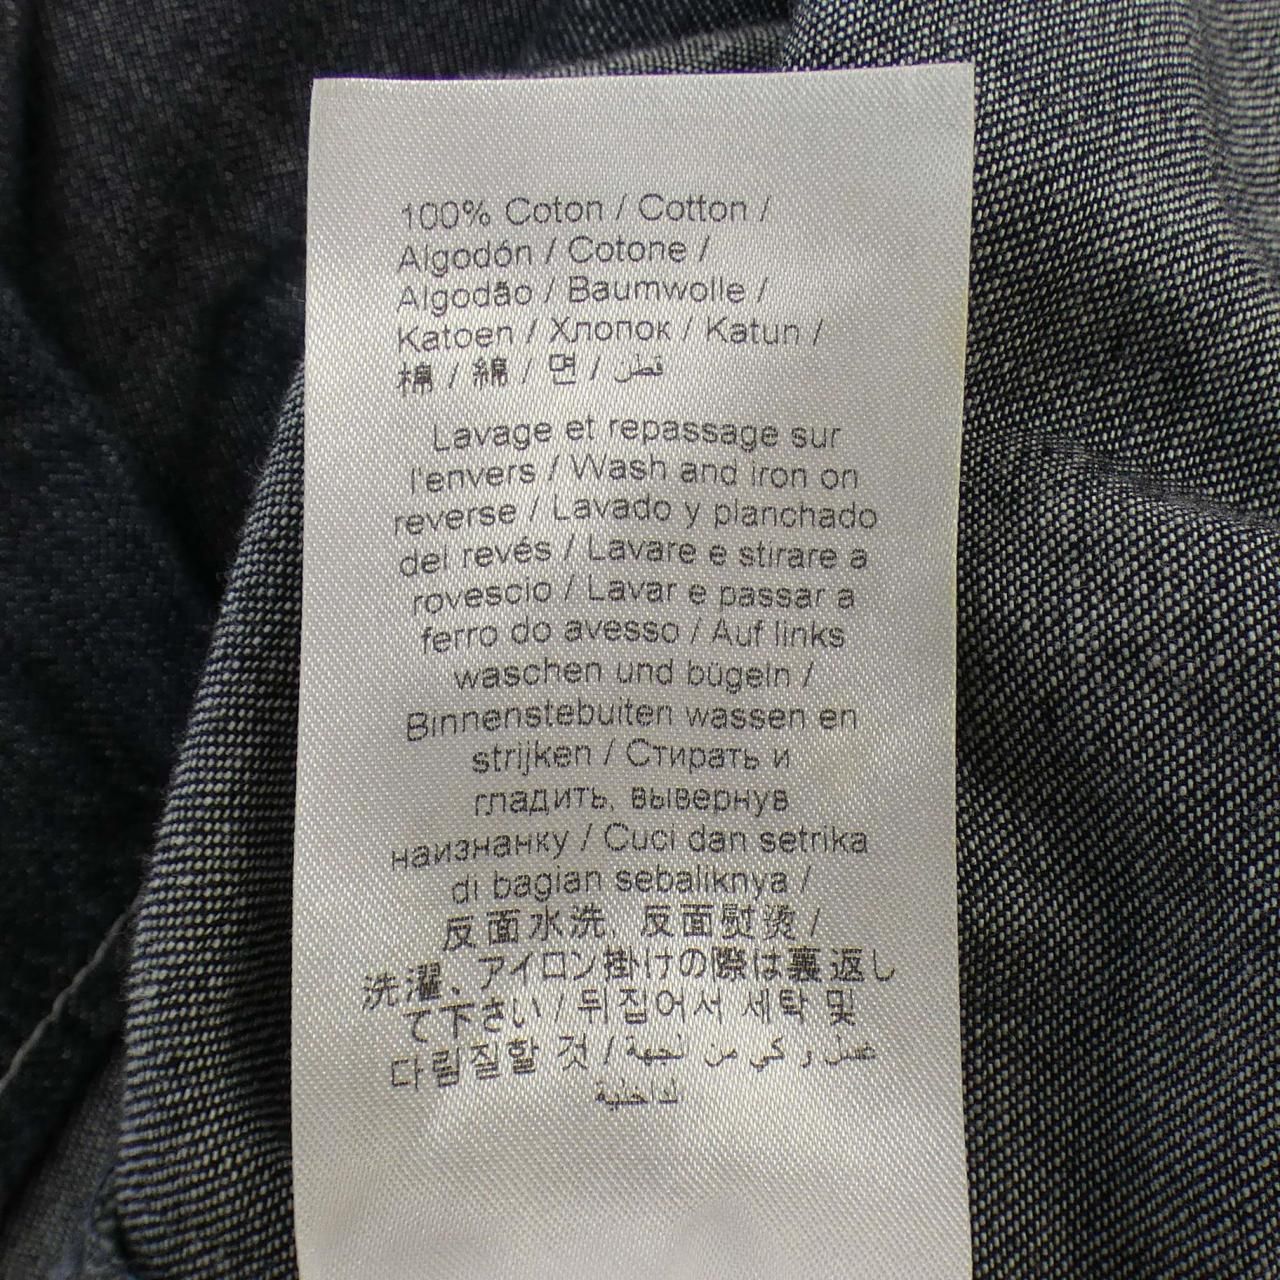 100% Coton / Cotton /
Algodón / Cotone /
Algodão / Baumwolle /
Katoen / Хлопок / Katun /
棉 / 綿 / 면 / قطن
Lavage et repassage sur
l'envers / Wash and iron on
reverse / Lavado y planchado
del revés / Lavare e stirare a
rovescio / Lavar e passar a
ferro do avesso / Auf links
waschen und bügeln /
Binnenstebuiten wassen en
strijken / Стирать и
гладить, вывернув
наизнанку / Cuci dan setrika
di bagian sebaliknya /
反面水洗, 反面熨烫 /
洗濯、アイロン掛けの際は裏返し
て下さい / 뒤집어서 세탁 및
다림질할 것 / من و كي